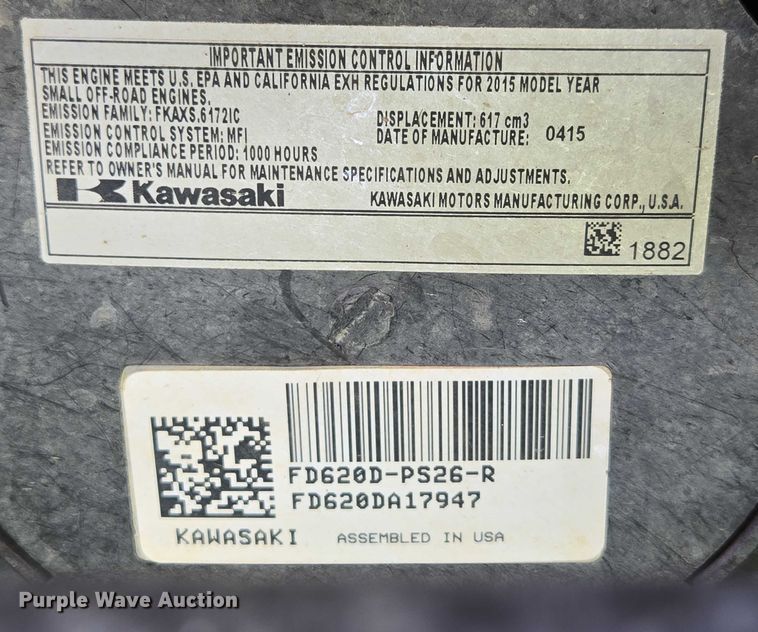 IMPORTANT EMISSION CONTROL INFORMATION
THIS ENGINE MEETS U.S. EPA AND CALIFORNIA EXH REGULATIONS FOR 2015 MODEL YEAR
SMALL OFF-ROAD ENGINES.
EMISSION FAMILY: FKAXS.6172IC DISPLACEMENT: 617 cm3
EMISSION CONTROL SYSTEM: MFI DATE OF MANUFACTURE: 0415
EMISSION COMPLIANCE PERIOD: 1000 HOURS
REFER TO OWNER'S MANUAL FOR MAINTENANCE SPECIFICATIONS AND ADJUSTMENTS.
Kawasaki KAWASAKI MOTORS MANUFACTURING CORP., U.S.A.
1882
FD620D-PS26-R
FD620DA17947
KAWASAKI ASSEMBLED IN USA
Purple Wave Auction